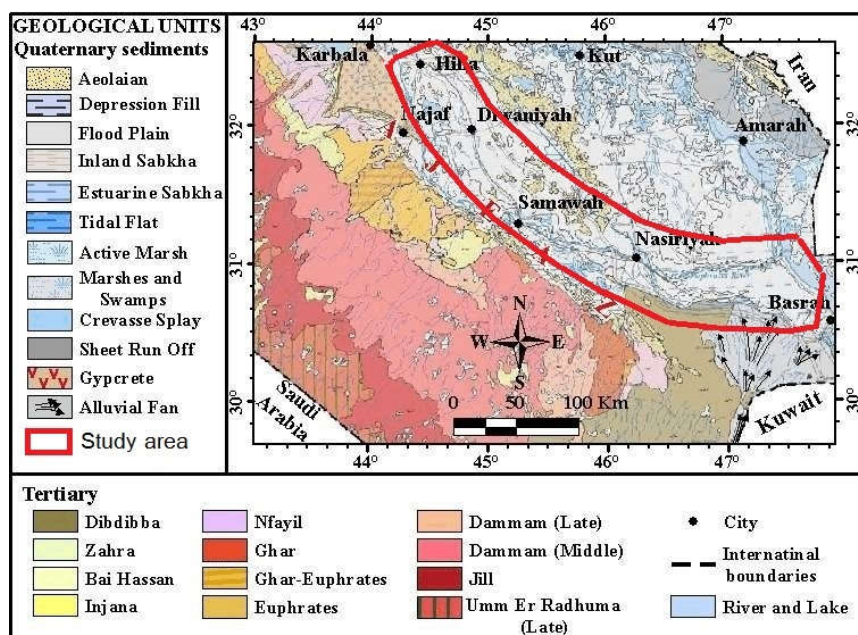 GEOLOGICAL UNITS
Quaternary sediments
Aeolaian
Depression Fill
Flood Plain
Inland Sabkha
Estuarine Sabkha
Tidal Flat
Active Marsh
Marshes and
Swamps
Crevasse Splay
Sheet Run Off
Gypcrete
Alluvial Fan
Study area
43° 44° 45° 46° 47°
Karbala
Hilla
Kut
Iran
32° 32°
Najaf
Diwaniyah
Amarah
Samawah
Nasiriyah
31° 31°
Basrah
N
W E
S
Saudi
Arabia
0 50 100 Km
Kuwait
30° 30°
43° 44° 45° 46° 47°
Tertiary
Dibdibba
Zahra
Bai Hassan
Injana
Nfayil
Ghar
Ghar-Euphrates
Euphrates
Dammam (Late)
Dammam (Middle)
Jill
Umm Er Radhuma
(Late)
City
Internatinal
boundaries
River and Lake